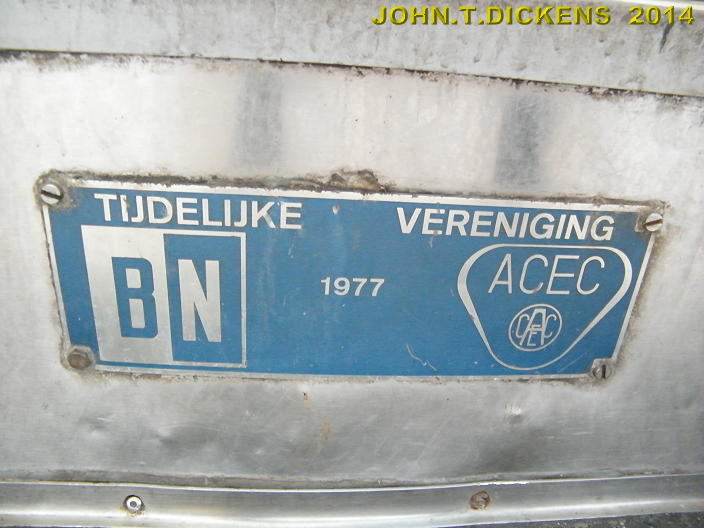 JOHN.T.DICKENS 2014
TIJDELIJKE VERENIGING
BN 1977 ACEC
ACEC